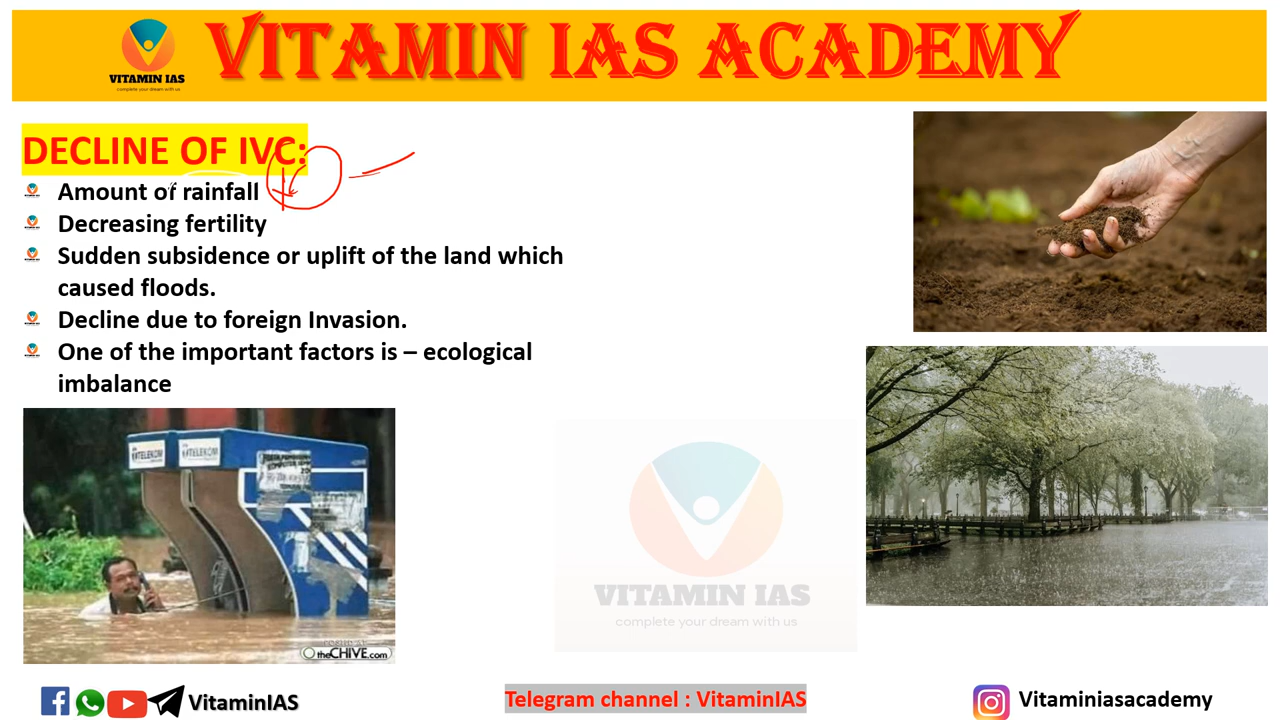 VITAMIN IAS ACADEMY
VITAMIN IAS
complete your dream with us
DECLINE OF IVC:
Amount of rainfall
Decreasing fertility
Sudden subsidence or uplift of the land which
caused floods.
Decline due to foreign Invasion.
One of the important factors is – ecological
imbalance
TELEKOM
TELEKOM
theCHIVE.com
VITAMIN IAS
complete your dream with us
VitaminIAS
Telegram channel : VitaminIAS
Vitaminiasacademy